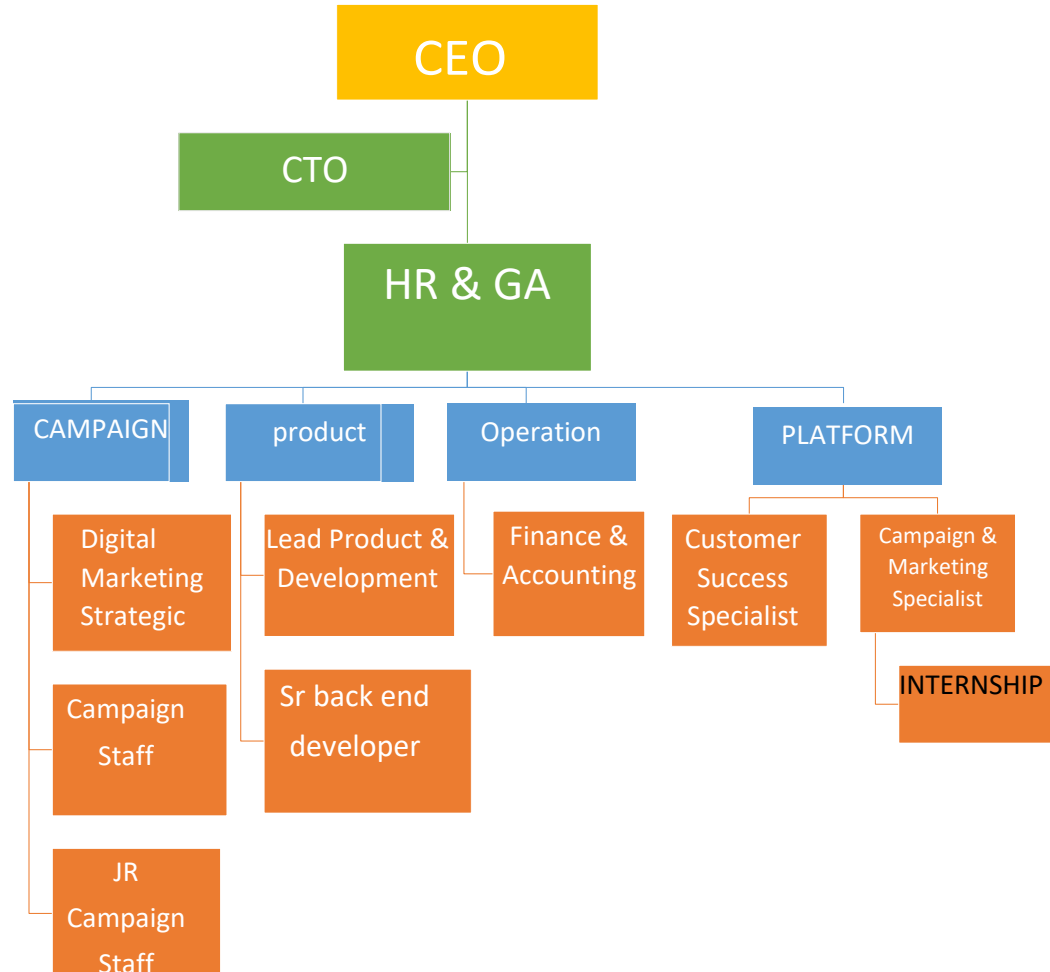 CEO
CTO
HR & GA
CAMPAIGN
product
Operation
PLATFORM
Digital
Marketing
Strategic
Lead Product &
Development
Finance &
Accounting
Customer
Success
Specialist
Campaign &
Marketing
Specialist
INTERNSHIP
Campaign
Staff
Sr back end
developer
JR
Campaign
Staff